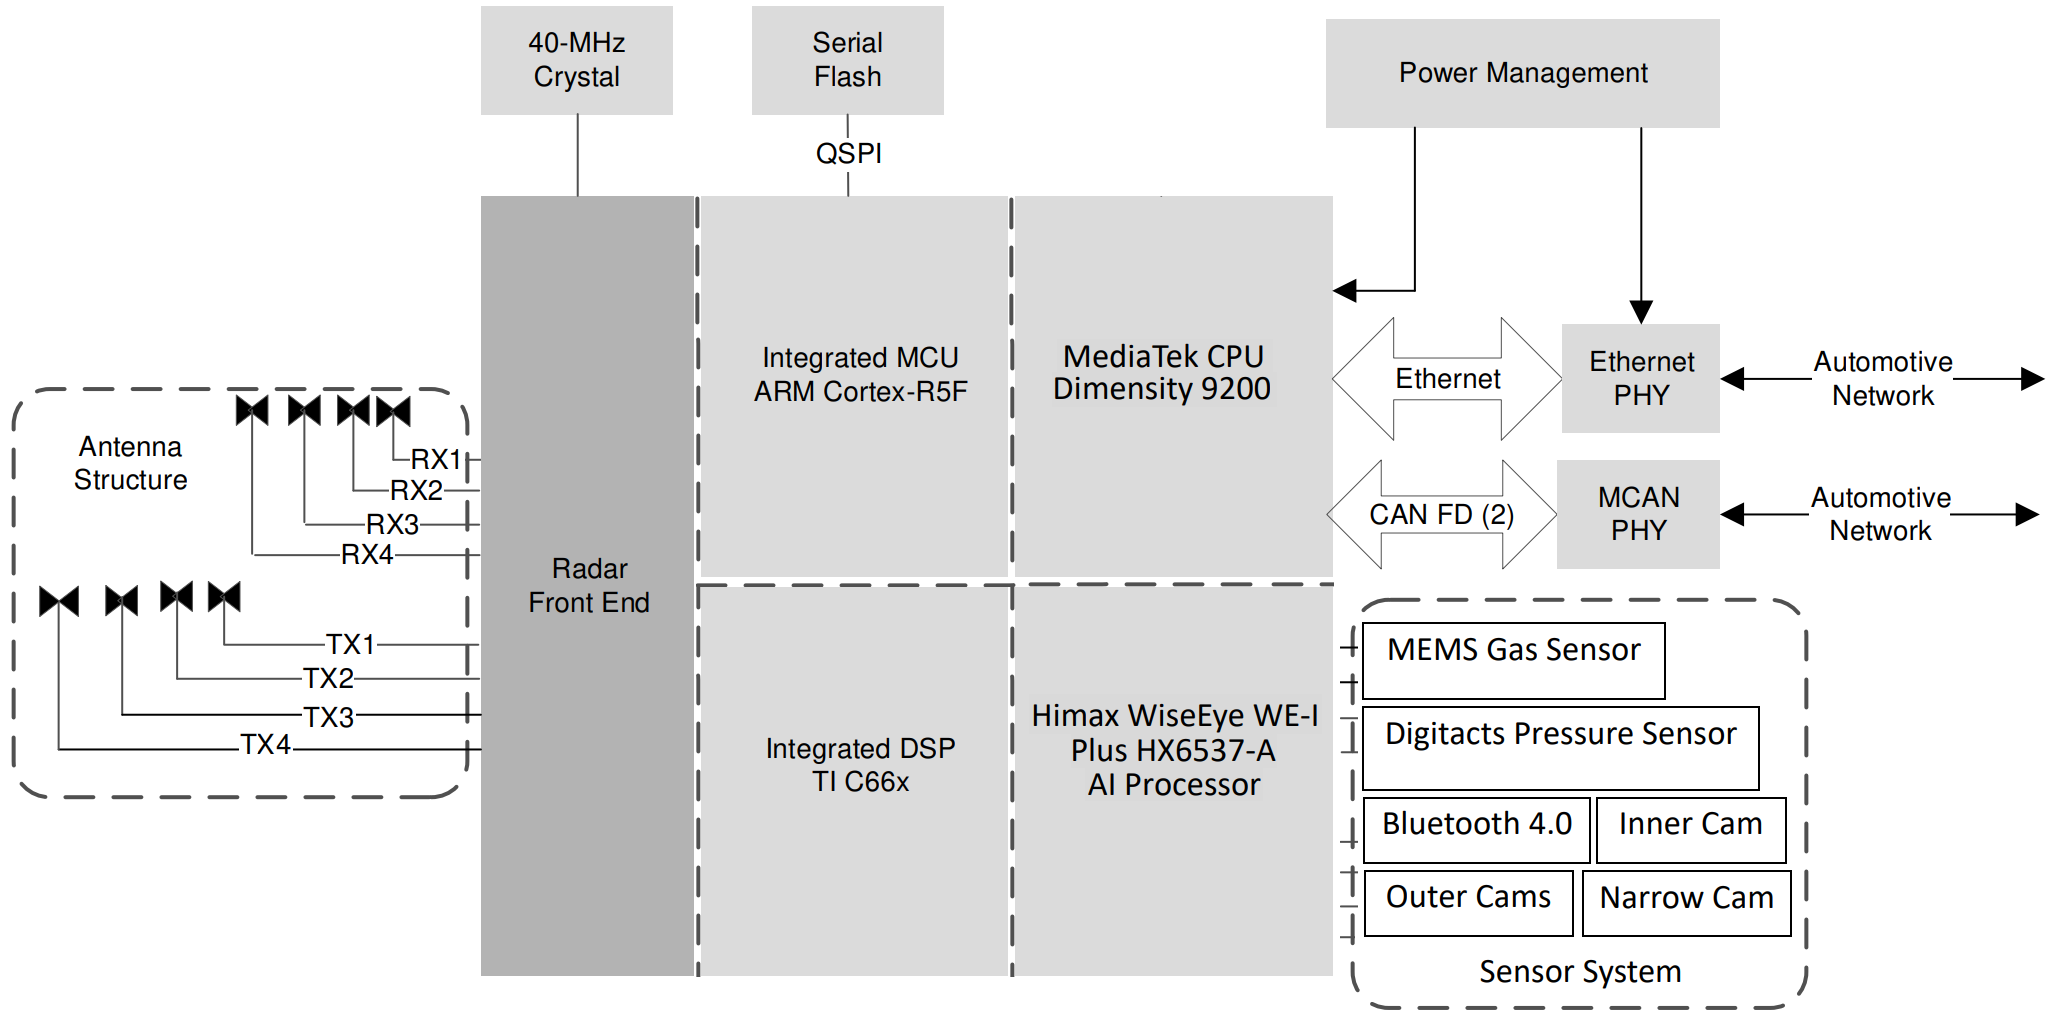 40-MHz
Crystal
Serial
Flash
Power Management
QSPI
Integrated MCU
ARM Cortex-R5F
MediaTek CPU
Dimensity 9200
Ethernet
Ethernet
PHY
Automotive
Network
Antenna
Structure
RX1
RX2
RX3
RX4
CAN FD (2)
MCAN
PHY
Automotive
Network
Radar
Front End
TX1
TX2
TX3
TX4
Integrated DSP
TI C66x
Himax WiseEye WE-I
Plus HX6537-A
AI Processor
MEMS Gas Sensor
Digitacts Pressure Sensor
Bluetooth 4.0
Inner Cam
Outer Cams
Narrow Cam
Sensor System